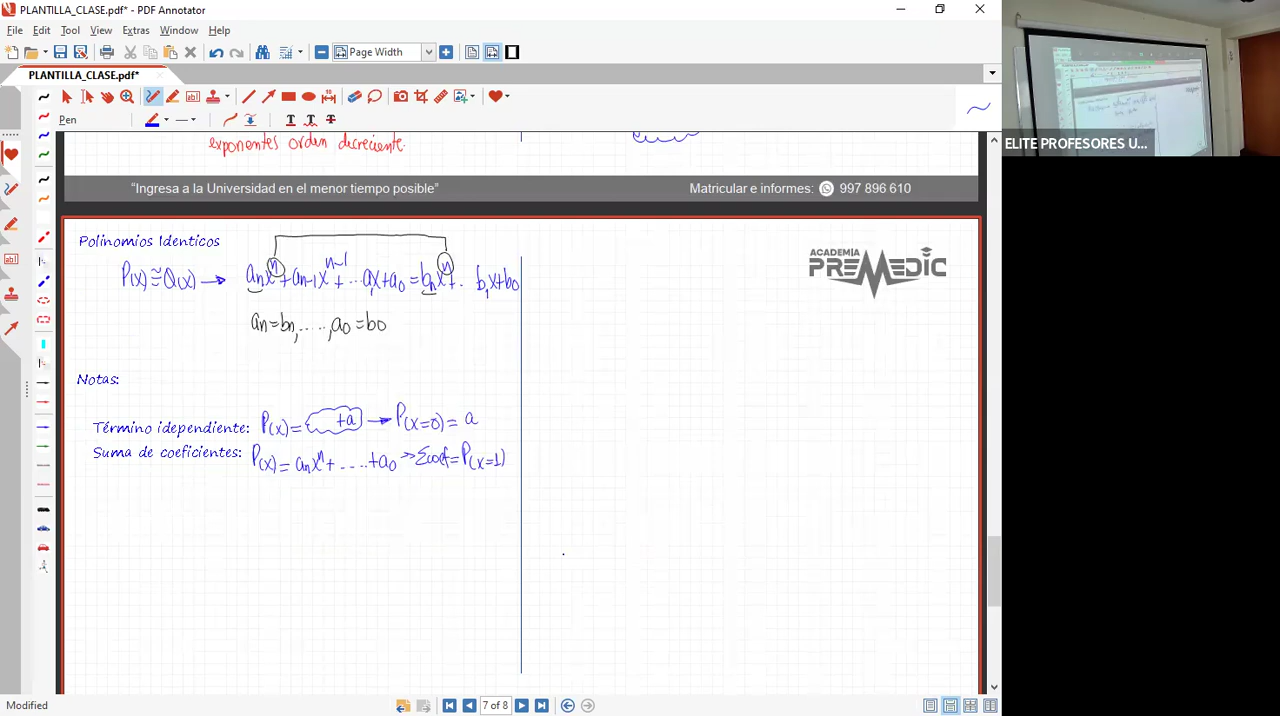 PLANTILLA_CLASE.pdf* - PDF Annotator
File Edit Tool View Extras Window Help
Page Width
PLANTILLA_CLASE.pdf*
Pen
exponentes orden decreciente.
“Ingresa a la Universidad en el menor tiempo posible”
Matricular e informes: 997 896 610
Polinomios Identicos
P(x) ≅ Q(x) → aₙxⁿ + aₙ₋₁xⁿ⁻¹ + ... a₁x + a₀ = bₙxⁿ + .. b₁x + b₀
aₙ = bₙ, ....., a₀ = b₀
Notas:
Término idependiente: P(x) = +a → P(x=0) = a
Suma de coeficientes: P(x) = aₙxⁿ + ..... + a₀ → Σcoef = P(x=1)
ACADEMIA
PREMEDIC
ELITE PROFESORES U...
Modified
7 of 8